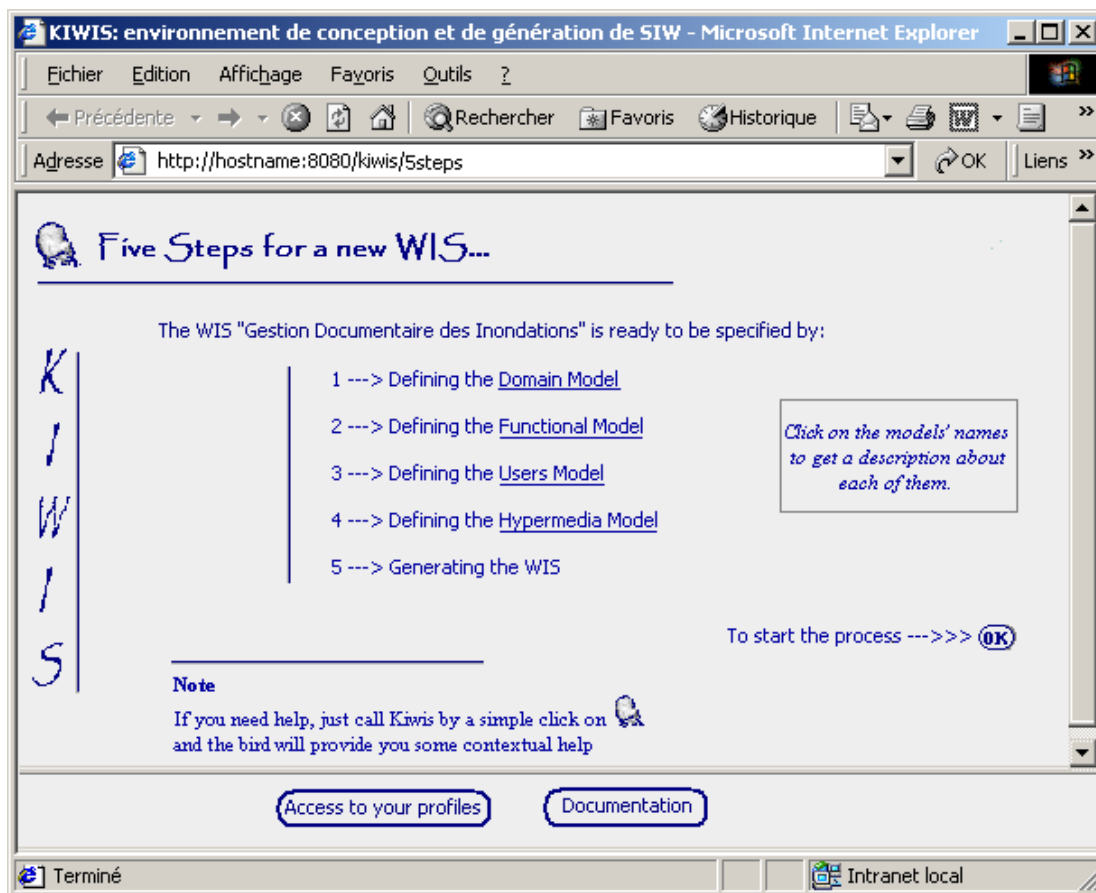 KIWIS: environnement de conception et de génération de SIW - Microsoft Internet Explorer
Fichier Edition Affichage Favoris Outils ?
Précédente Rechercher Favoris Historique »
Adresse http://hostname:8080/kiwis/5steps OK Liens »
Five Steps for a new WIS...
The WIS "Gestion Documentaire des Inondations" is ready to be specified by:
1 ---> Defining the Domain Model
2 ---> Defining the Functional Model
3 ---> Defining the Users Model
4 ---> Defining the Hypermedia Model
5 ---> Generating the WIS
Click on the models' names
to get a description about
each of them.
K
I
W
I
S
To start the process --->>> OK
Note
If you need help, just call Kiwis by a simple click on
and the bird will provide you some contextual help
Access to your profiles Documentation
Terminé Intranet local